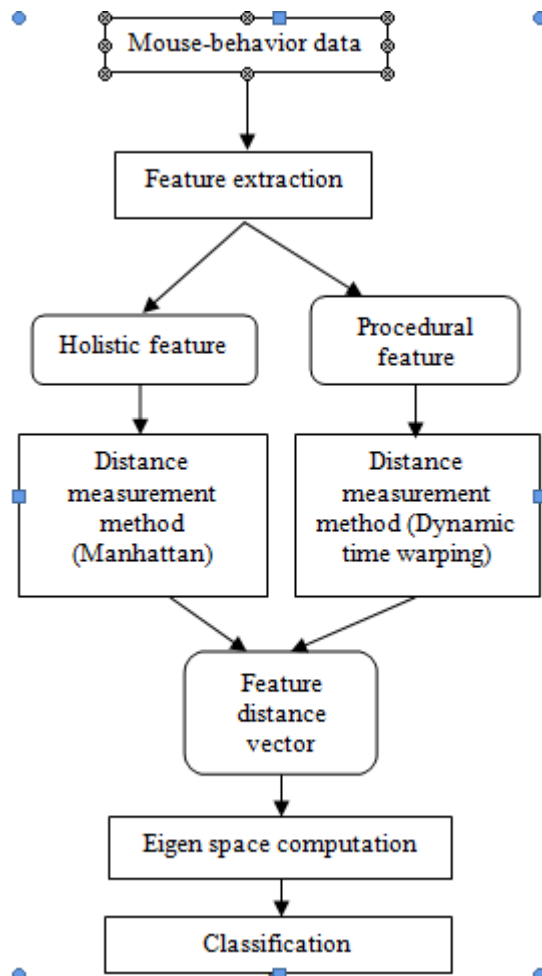 Mouse-behavior data
Feature extraction
Holistic feature
Procedural
feature
Distance
measurement
method
(Manhattan)
Distance
measurement
method (Dynamic
time warping)
Feature
distance
vector
Eigen space computation
Classification